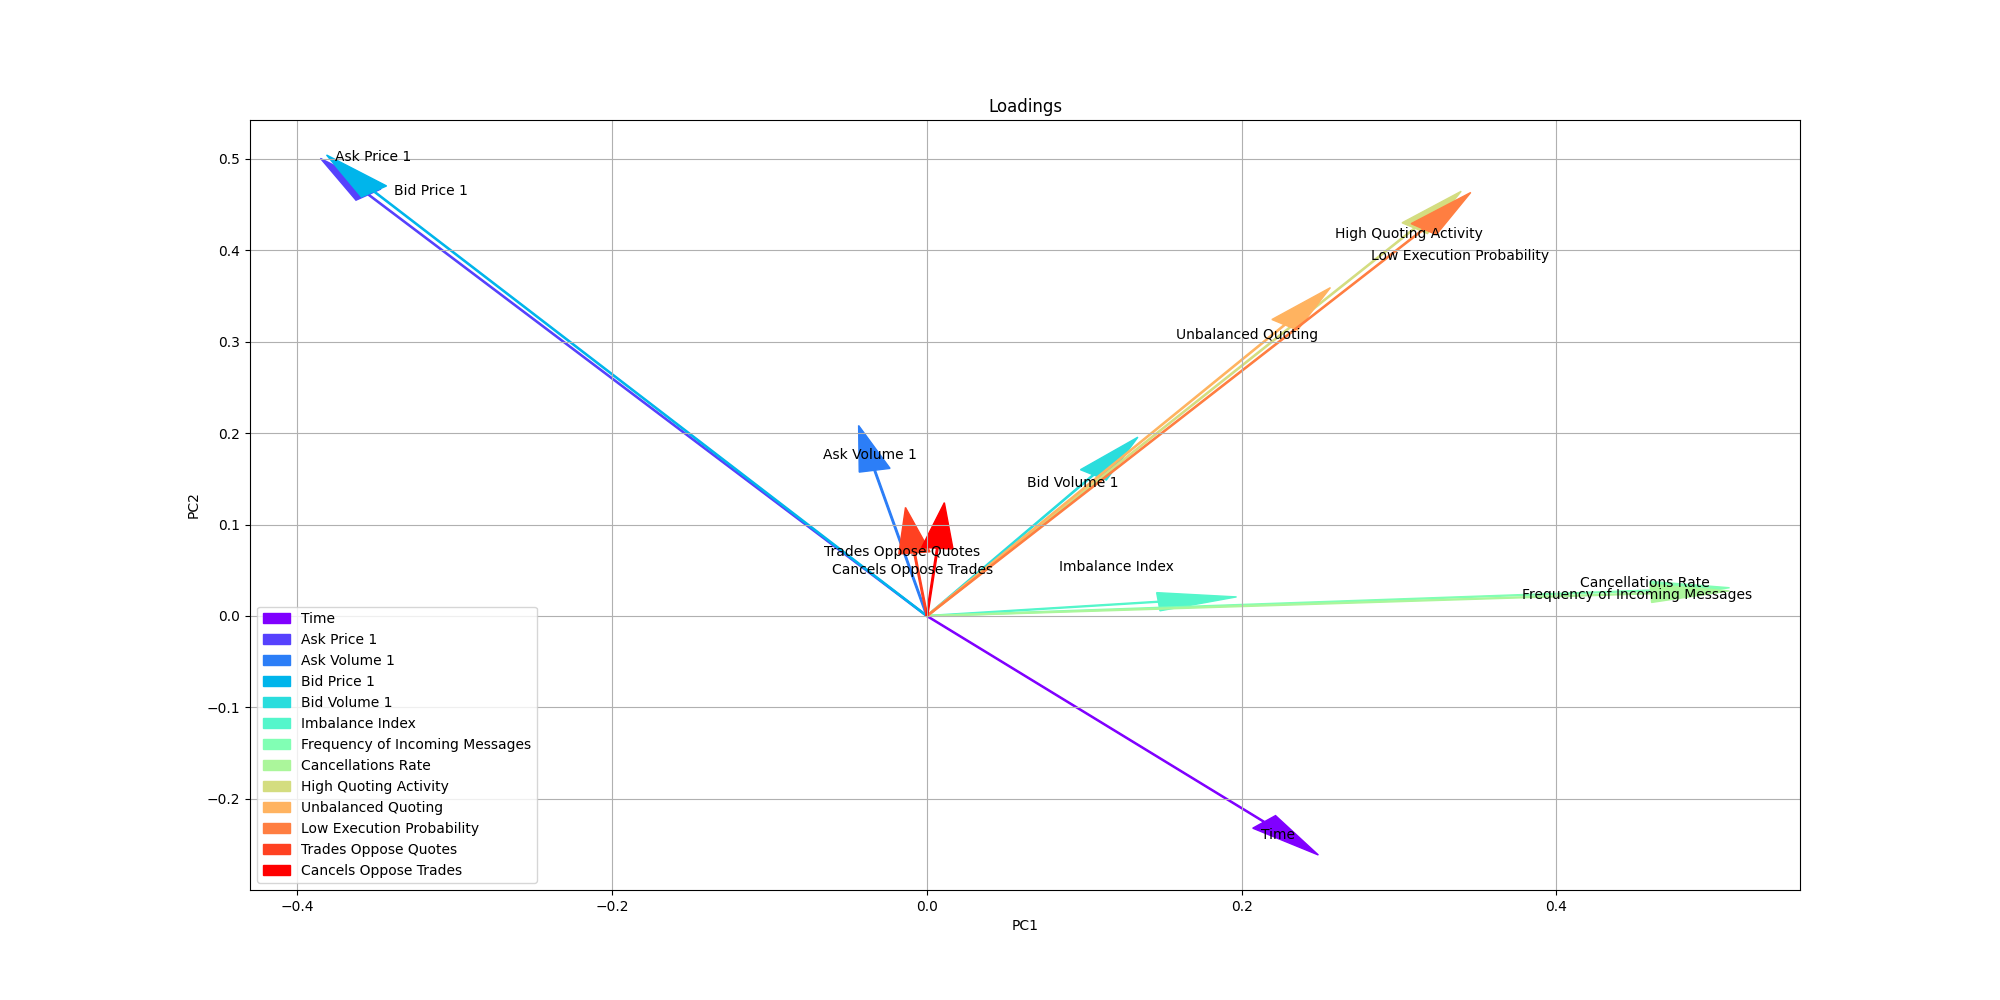 Loadings
0.5
0.4
0.3
0.2
0.1
0.0
−0.1
−0.2
PC2
Ask Price 1
Bid Price 1
High Quoting Activity
Low Execution Probability
Unbalanced Quoting
Ask Volume 1
Bid Volume 1
Trades Oppose Quotes
Cancels Oppose Trades
Imbalance Index
Cancellations Rate
Frequency of Incoming Messages
Time
Time
Ask Price 1
Ask Volume 1
Bid Price 1
Bid Volume 1
Imbalance Index
Frequency of Incoming Messages
Cancellations Rate
High Quoting Activity
Unbalanced Quoting
Low Execution Probability
Trades Oppose Quotes
Cancels Oppose Trades
−0.4 −0.2 0.0 0.2 0.4
PC1